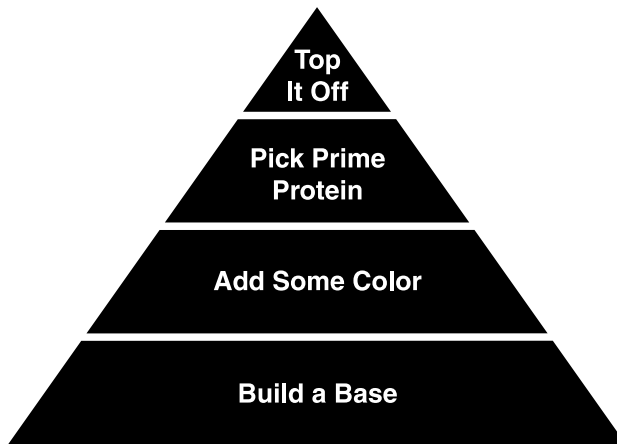 Top
It Off
Pick Prime
Protein
Add Some Color
Build a Base